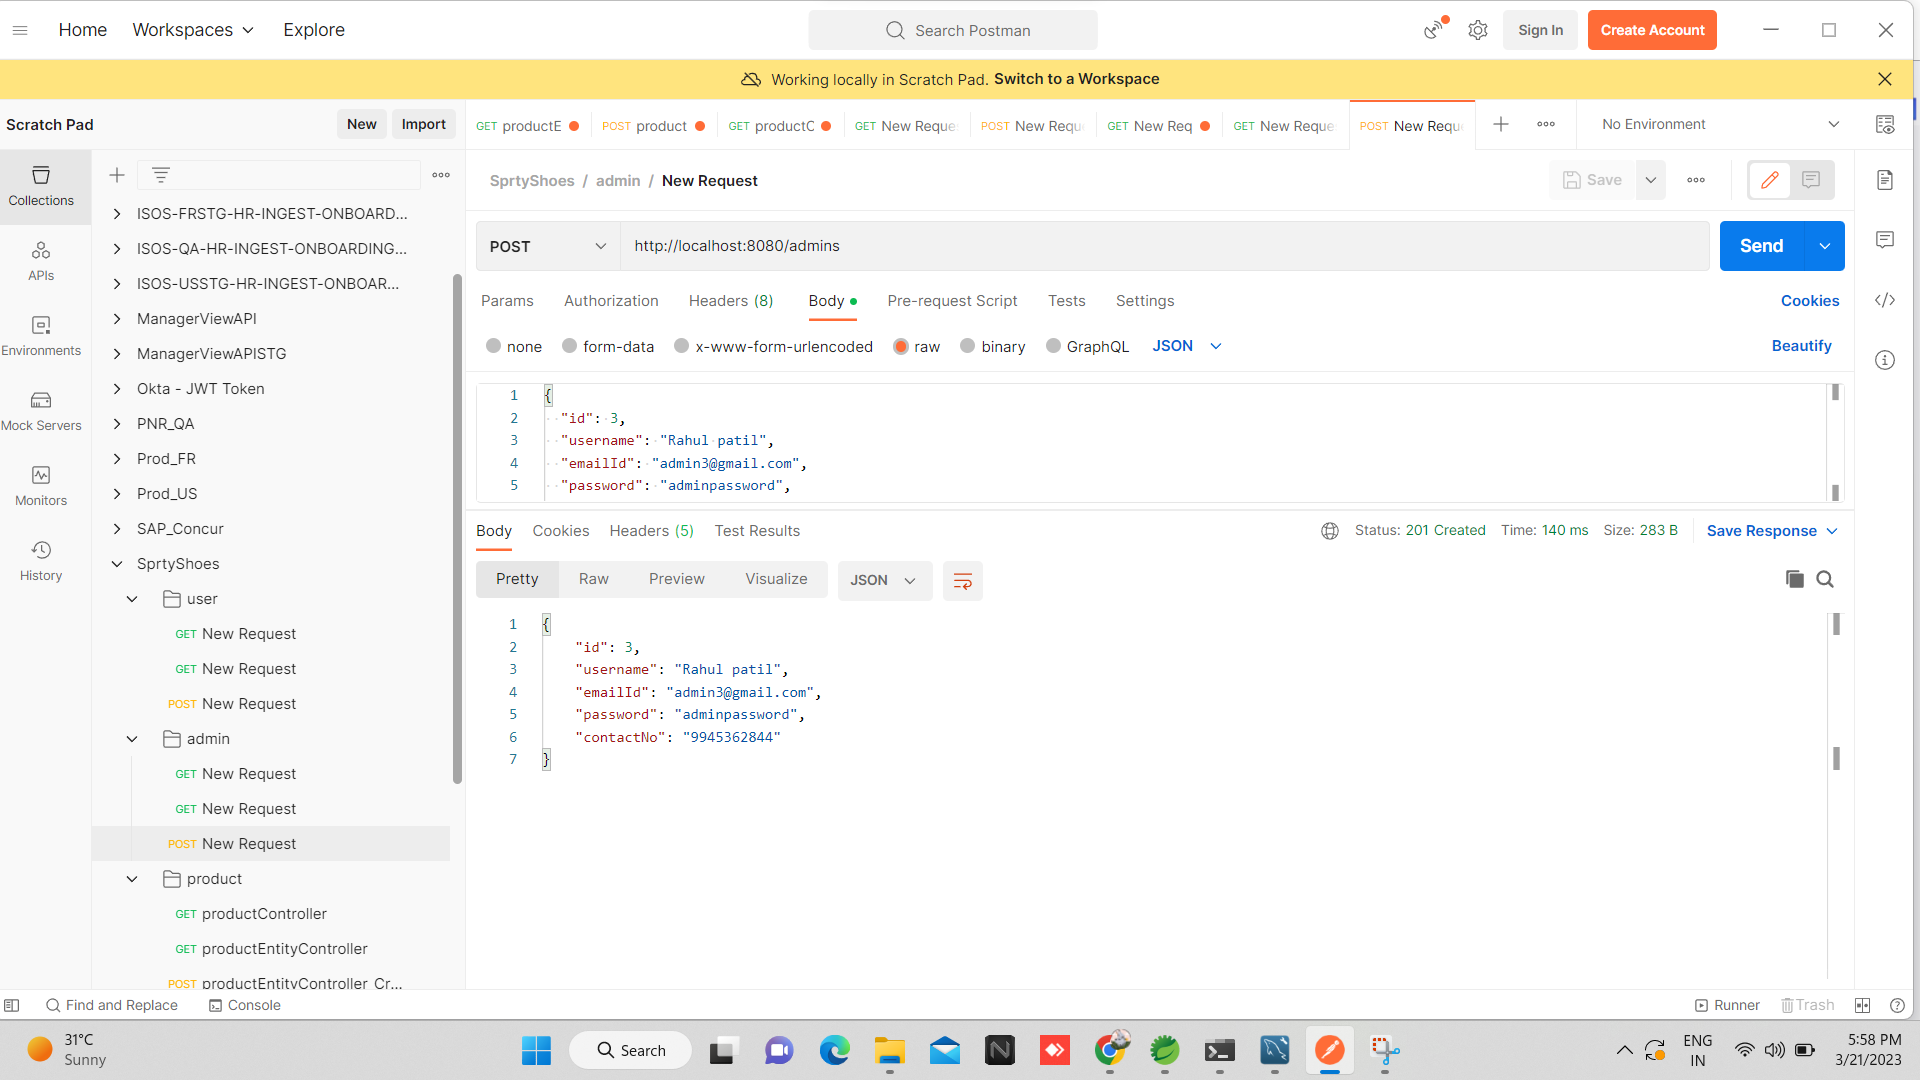 Home
Workspaces
Explore
Search Postman
Sign In
Create Account
Working locally in Scratch Pad. Switch to a Workspace
Scratch Pad
New
Import
GET productE
POST product
GET productC
GET New Reque
POST New Requ
GET New Req
GET New Reque
POST New Requ
No Environment
Collections
APIs
Environments
Mock Servers
Monitors
History
ISOS-FRSTG-HR-INGEST-ONBOARD...
ISOS-QA-HR-INGEST-ONBOARDING...
ISOS-USSTG-HR-INGEST-ONBOAR...
ManagerViewAPI
ManagerViewAPISTG
Okta - JWT Token
PNR_QA
Prod_FR
Prod_US
SAP_Concur
SprtyShoes
user
GET New Request
GET New Request
POST New Request
admin
GET New Request
GET New Request
POST New Request
product
GET productController
GET productEntityController
POST productEntityController Cr...
SprtyShoes / admin / New Request
Save
POST
http://localhost:8080/admins
Send
Params
Authorization
Headers (8)
Body
Pre-request Script
Tests
Settings
Cookies
none
form-data
x-www-form-urlencoded
raw
binary
GraphQL
JSON
Beautify
1 {
2 "id": 3,
3 "username": "Rahul patil",
4 "emailId": "admin3@gmail.com",
5 "password": "adminpassword",
Body
Cookies
Headers (5)
Test Results
Status: 201 Created
Time: 140 ms
Size: 283 B
Save Response
Pretty
Raw
Preview
Visualize
JSON
1 {
2 "id": 3,
3 "username": "Rahul patil",
4 "emailId": "admin3@gmail.com",
5 "password": "adminpassword",
6 "contactNo": "9945362844"
7 }
Find and Replace
Console
Runner
Trash
31°C
Sunny
Search
ENG
IN
5:58 PM
3/21/2023